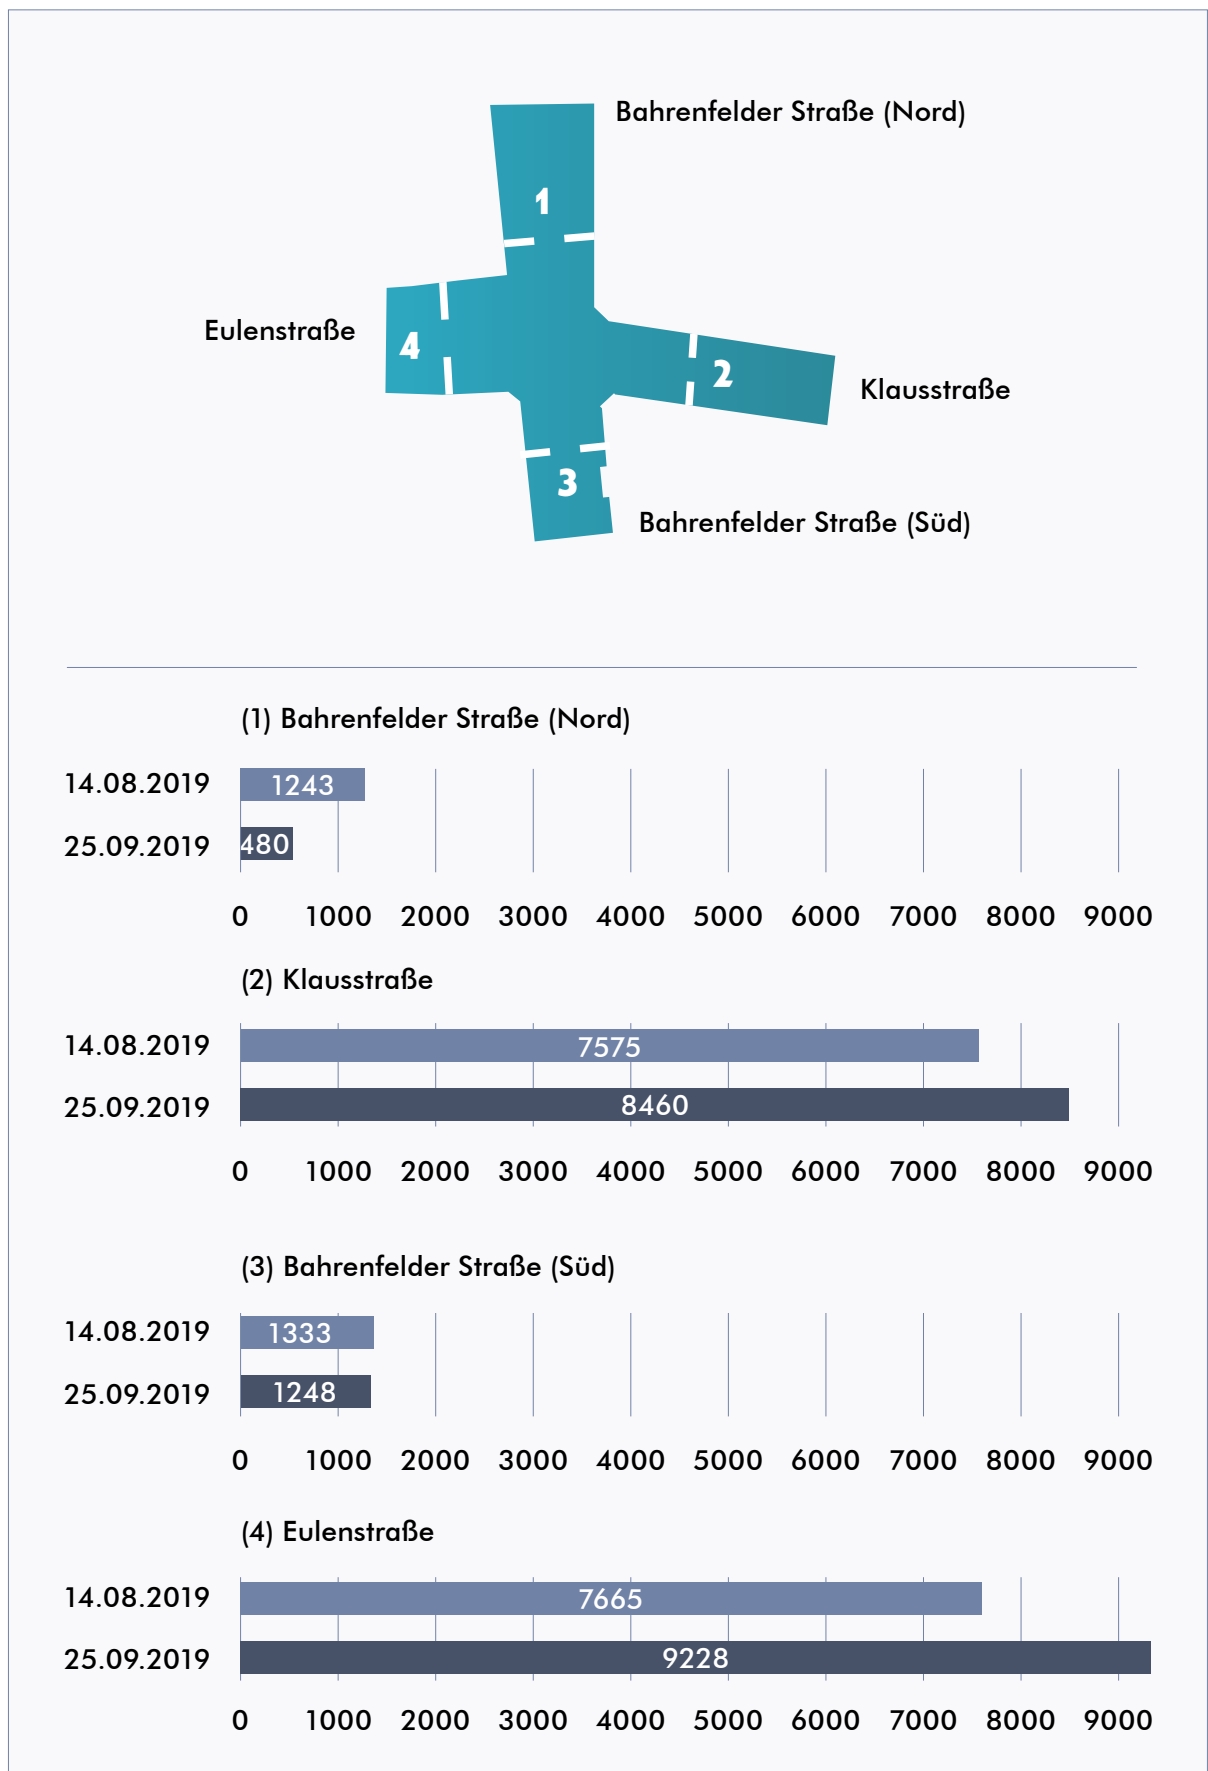 Bahrenfelder Straße (Nord)
1
Eulenstraße
4
2
Klausstraße
3
Bahrenfelder Straße (Süd)
(1) Bahrenfelder Straße (Nord)
14.08.2019 1243
25.09.2019 480
0 1000 2000 3000 4000 5000 6000 7000 8000 9000
(2) Klausstraße
14.08.2019 7575
25.09.2019 8460
0 1000 2000 3000 4000 5000 6000 7000 8000 9000
(3) Bahrenfelder Straße (Süd)
14.08.2019 1333
25.09.2019 1248
0 1000 2000 3000 4000 5000 6000 7000 8000 9000
(4) Eulenstraße
14.08.2019 7665
25.09.2019 9228
0 1000 2000 3000 4000 5000 6000 7000 8000 9000